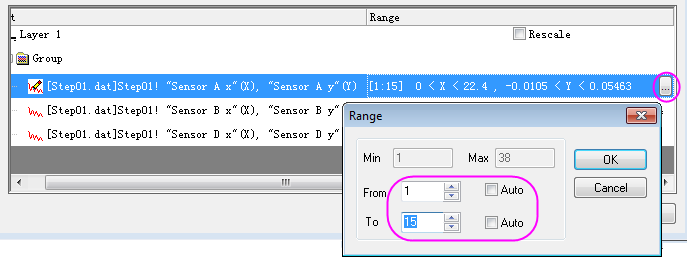 t Range
Layer 1 Rescale
Group
[Step01.dat]Step01! "Sensor A x"(X), "Sensor A y"(Y) [1:15] 0 < X < 22.4 , -0.0105 < Y < 0.05463 ...
[Step01.dat]Step01! "Sensor B x"(X), "Sensor B y"
[Step01.dat]Step01! "Sensor D x"(X), "Sensor D y"
Range
Min 1 Max 38 OK
From 1 Auto Cancel
To 15 Auto